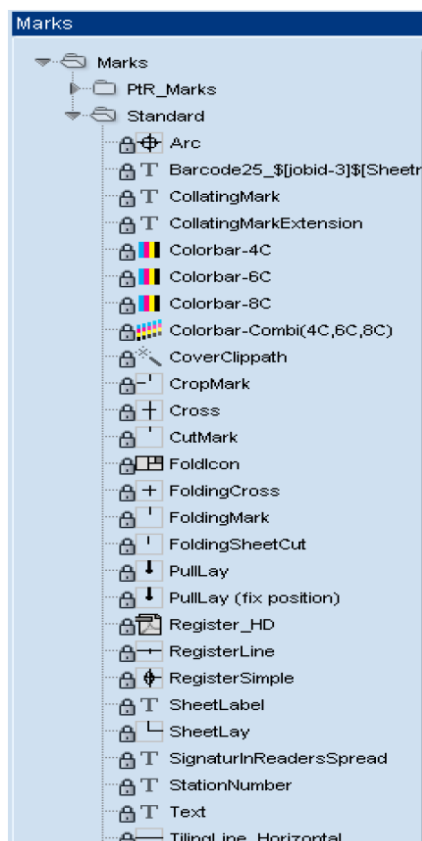 Marks
Marks
PtR_Marks
Standard
Arc
Barcode25_$[jobid-3]$[Sheetr
CollatingMark
CollatingMarkExtension
Colorbar-4C
Colorbar-6C
Colorbar-8C
Colorbar-Combi(4C,6C,8C)
CoverClippath
CropMark
Cross
CutMark
FoldIcon
FoldingCross
FoldingMark
FoldingSheetCut
PullLay
PullLay (fix position)
Register_HD
RegisterLine
RegisterSimple
SheetLabel
SheetLay
SignaturInReadersSpread
StationNumber
Text
TilingLine_Horizontal